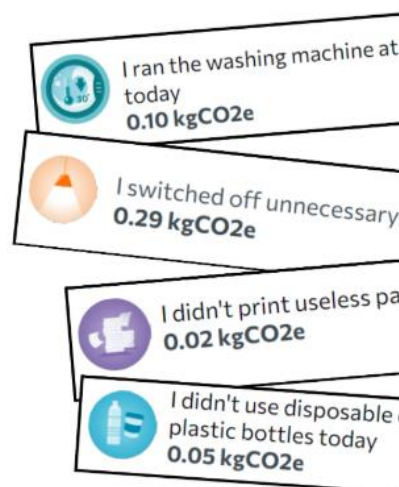 I ran the washing machine at
today
0.10 kgCO2e
30°
I switched off unnecessary
0.29 kgCO2e
I didn't print useless pa
0.02 kgCO2e
I didn't use disposable
plastic bottles today
0.05 kgCO2e